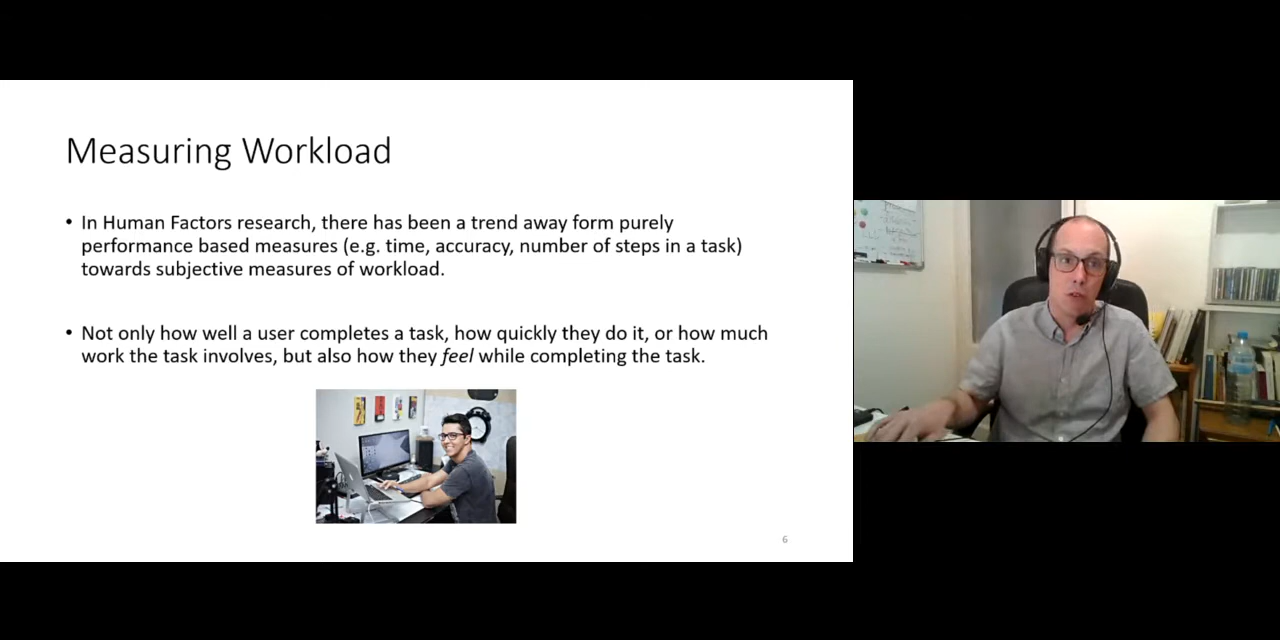 Measuring Workload
• In Human Factors research, there has been a trend away form purely
performance based measures (e.g. time, accuracy, number of steps in a task)
towards subjective measures of workload.
• Not only how well a user completes a task, how quickly they do it, or how much
work the task involves, but also how they feel while completing the task.
6